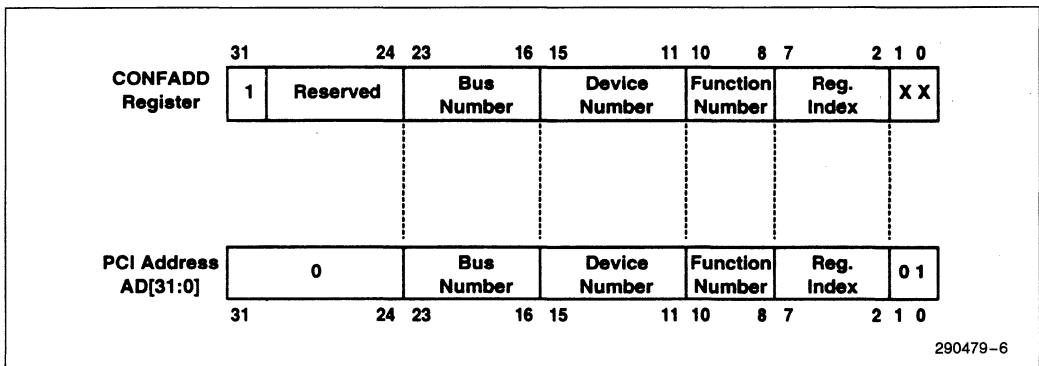 31 24 23 16 15 11 10 8 7 2 1 0
CONFADD Register 1 Reserved Bus Number Device Number Function Number Reg. Index X X
PCI Address AD[31:0] 0 Bus Number Device Number Function Number Reg. Index 0 1
31 24 23 16 15 11 10 8 7 2 1 0
290479–6